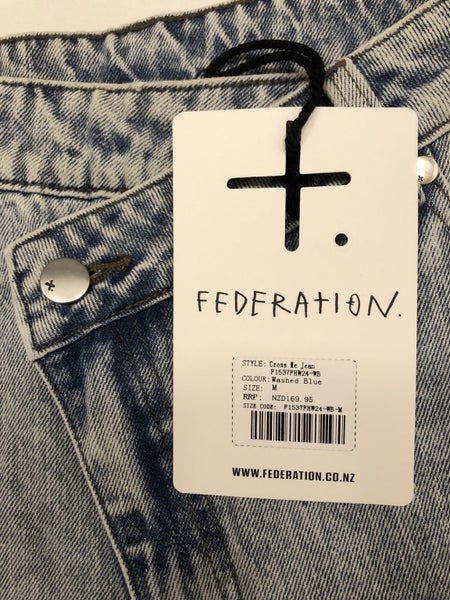 FEDERATION.
STYLE: Cross Me Jean
F1537FHW24-WB
COLOUR: Washed Blue
SIZE: M
RRP: NZD169.95
SIZE CODE: F1537FHW24-WB-M
WWW.FEDERATION.CO.NZ